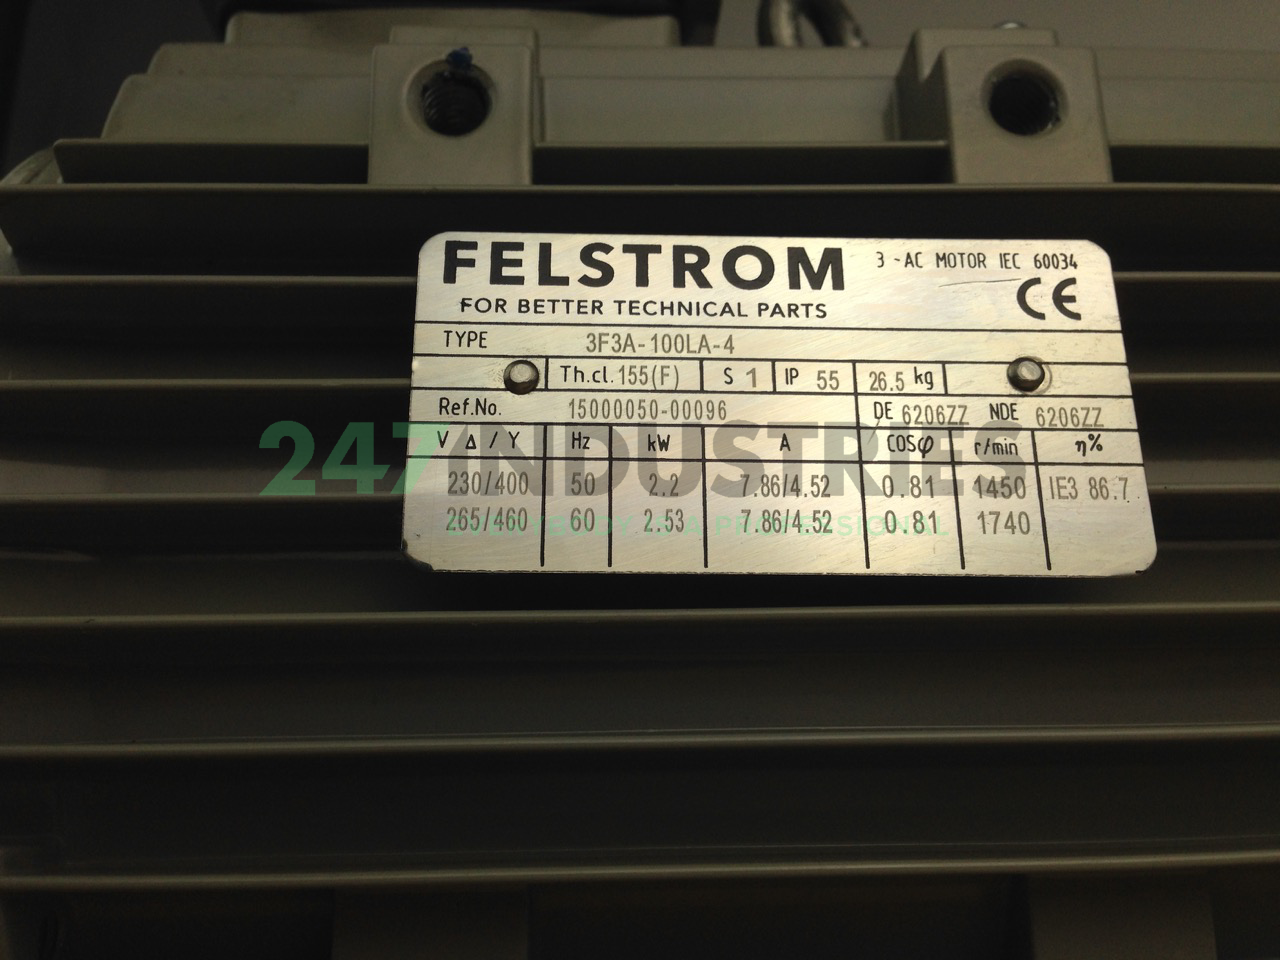 FELSTROM
3 ~AC MOTOR IEC 60034
CE
FOR BETTER TECHNICAL PARTS
TYPE 3F3A-100LA-4
Th.cl. 155(F) S 1 IP 55 26.5 kg
Ref.No. 15000050-00096 DE 6206ZZ NDE 6206ZZ
V Δ / Y Hz kW A COSφ r/min η%
230/400 50 2.2 7.86/4.52 0.81 1450 IE3 86.7
265/460 60 2.53 7.86/4.52 0.81 1740
247INDUSTRIES
EVERYBODY IS A PROFESSIONAL